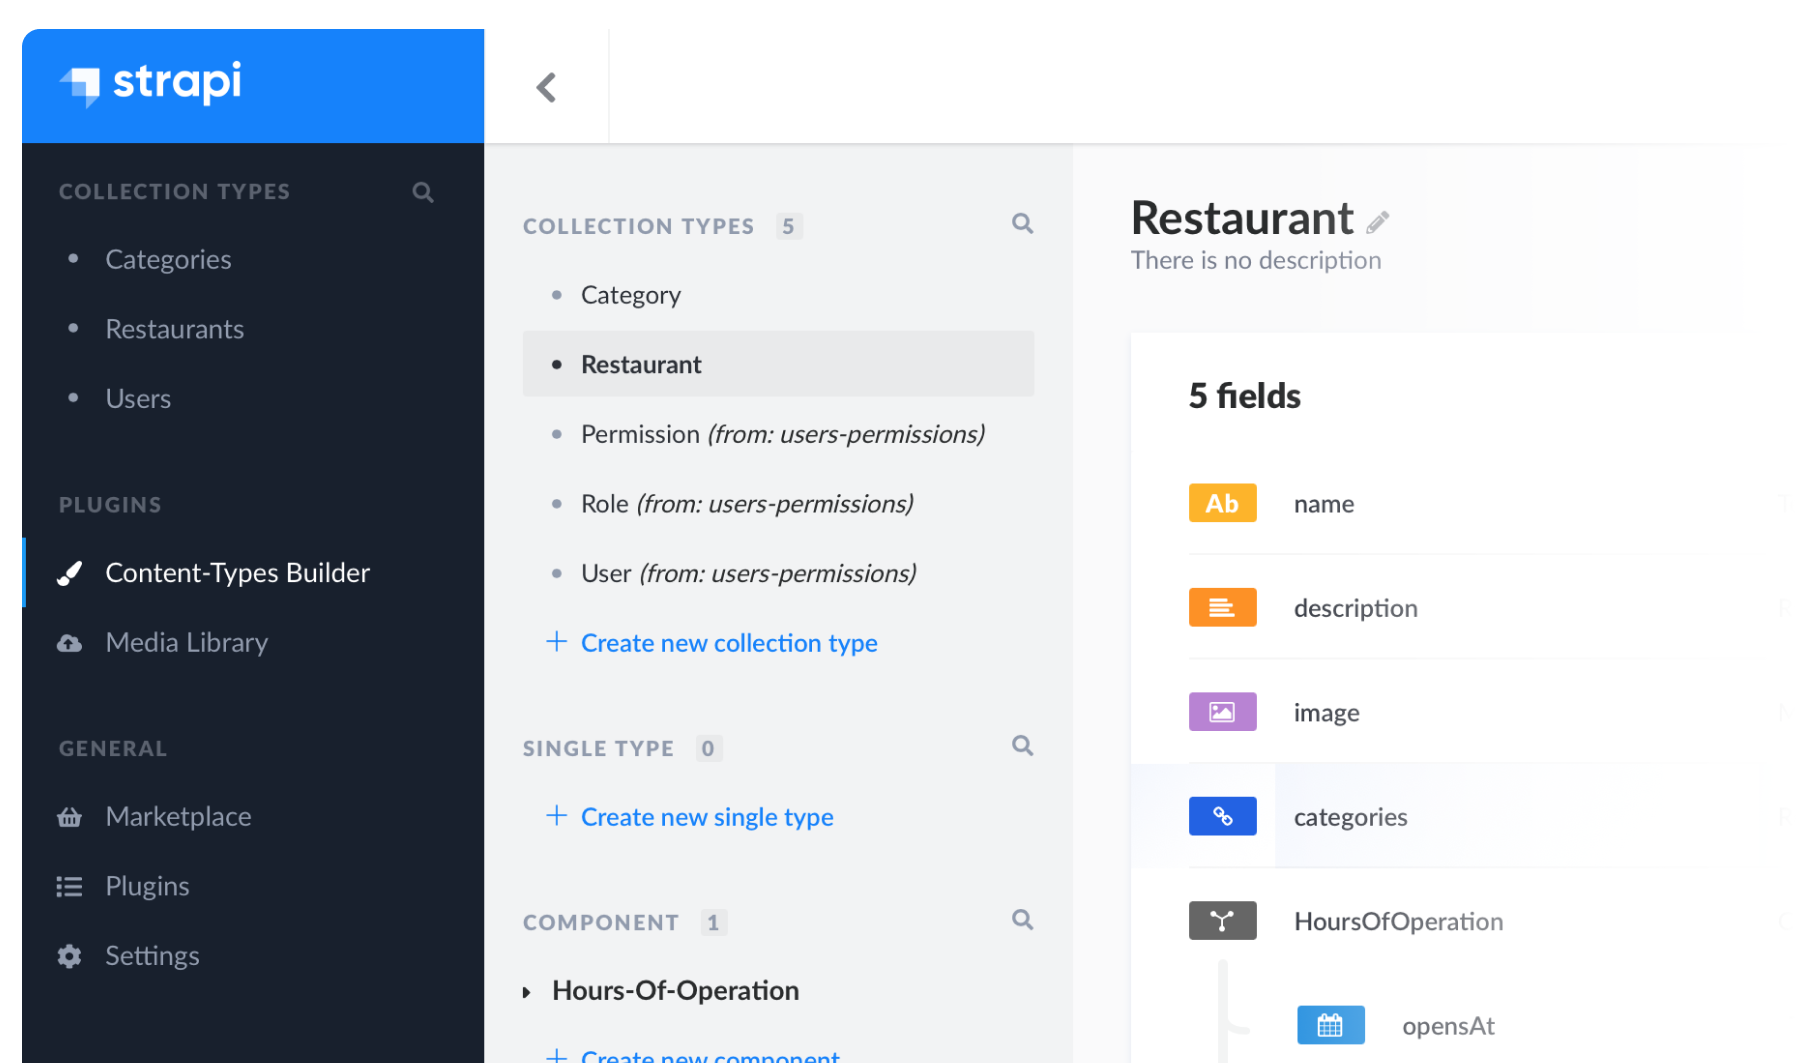 strapi
COLLECTION TYPES
Categories
Restaurants
Users
PLUGINS
Content-Types Builder
Media Library
GENERAL
Marketplace
Plugins
Settings
COLLECTION TYPES 5
Category
Restaurant
Permission (from: users-permissions)
Role (from: users-permissions)
User (from: users-permissions)
+ Create new collection type
SINGLE TYPE 0
+ Create new single type
COMPONENT 1
Hours-Of-Operation
+ Create new component
Restaurant
There is no description
5 fields
Ab name
description
image
categories
HoursOfOperation
opensAt